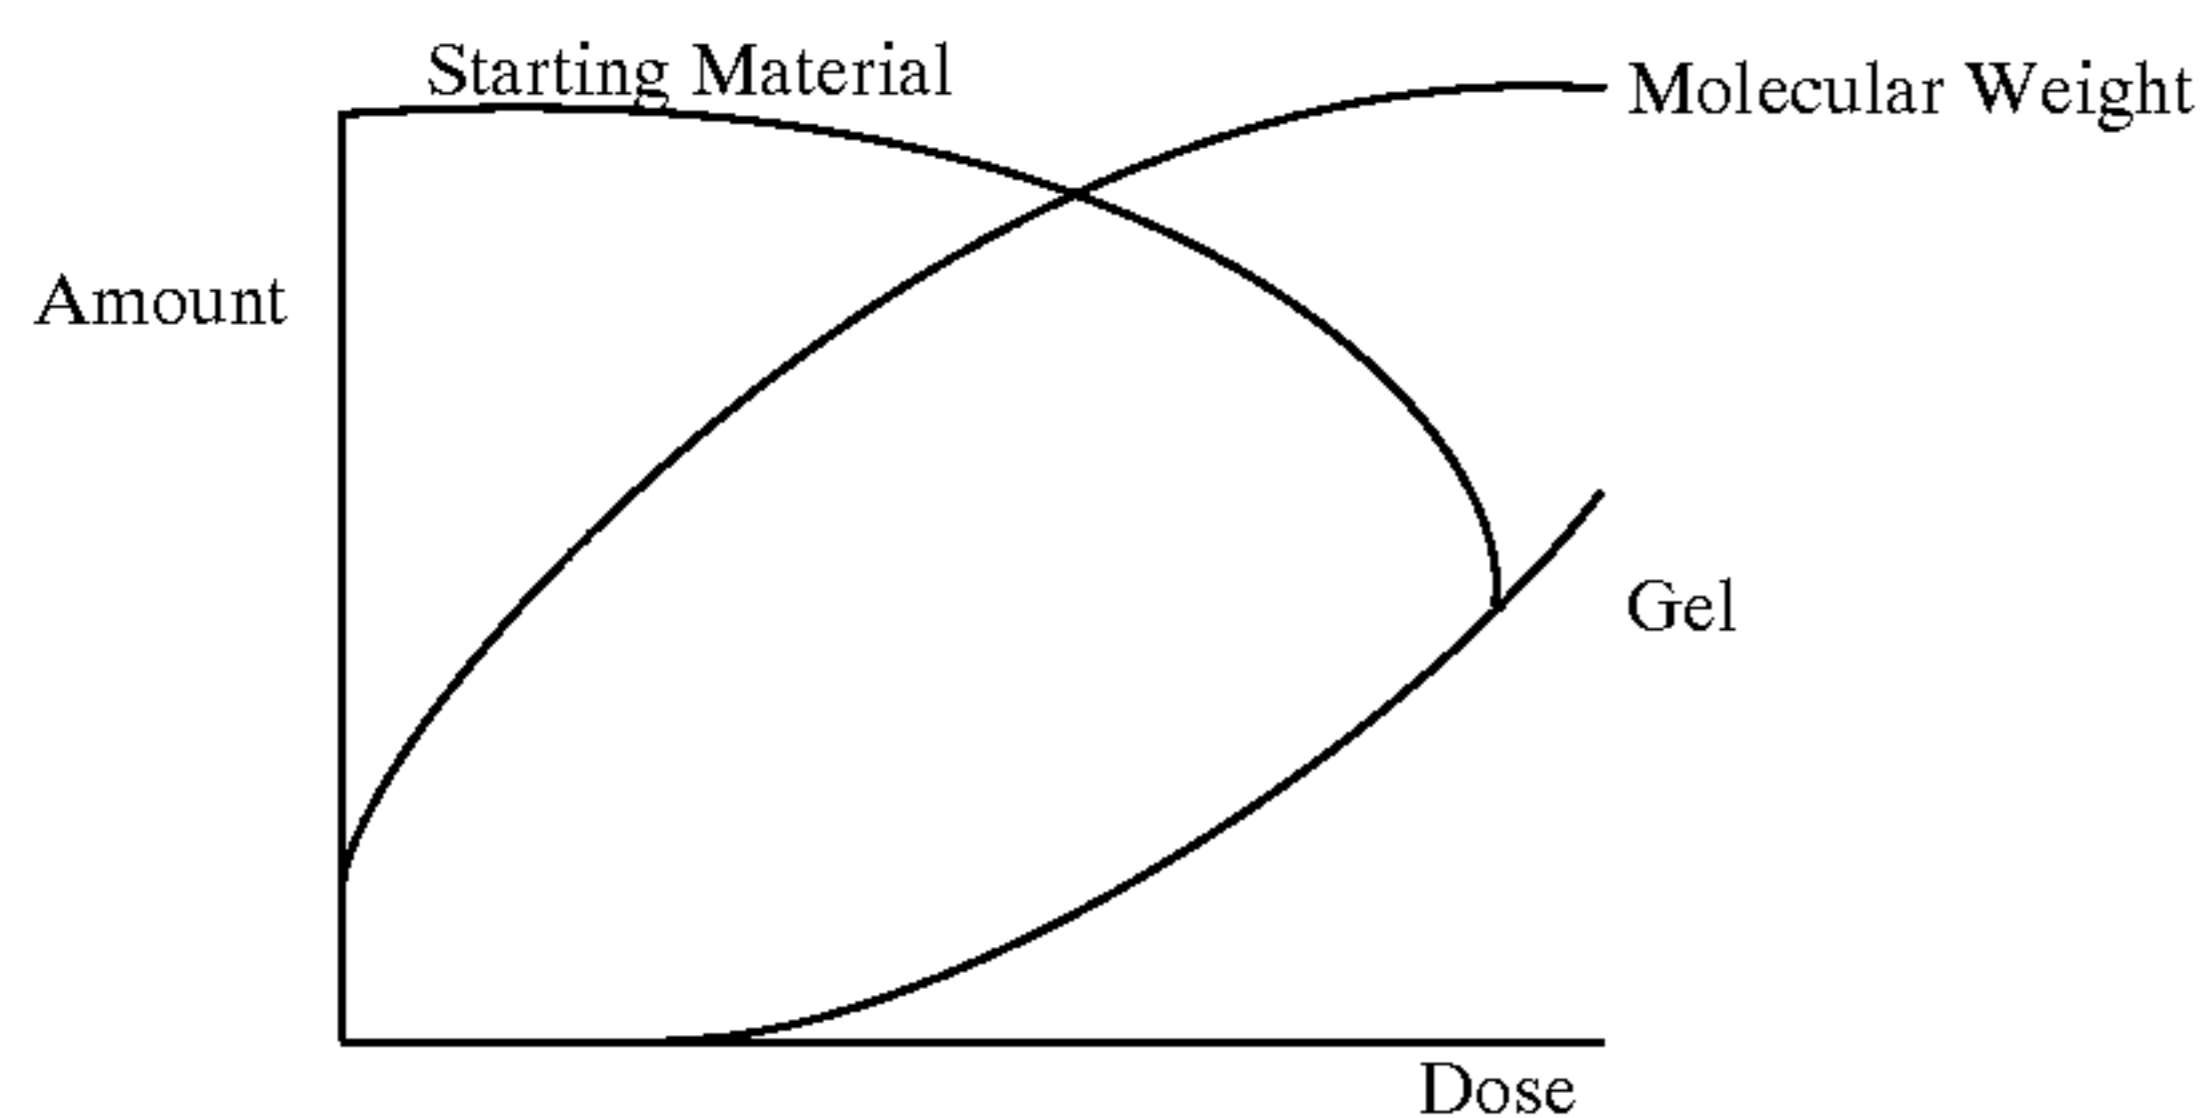 Starting Material
Molecular Weight
Amount
Gel
Dose